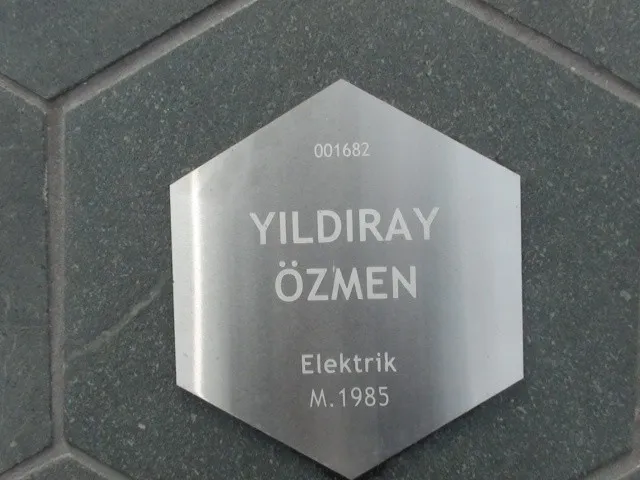 001682
YILDIRAY
ÖZMEN
Elektrik
M.1985